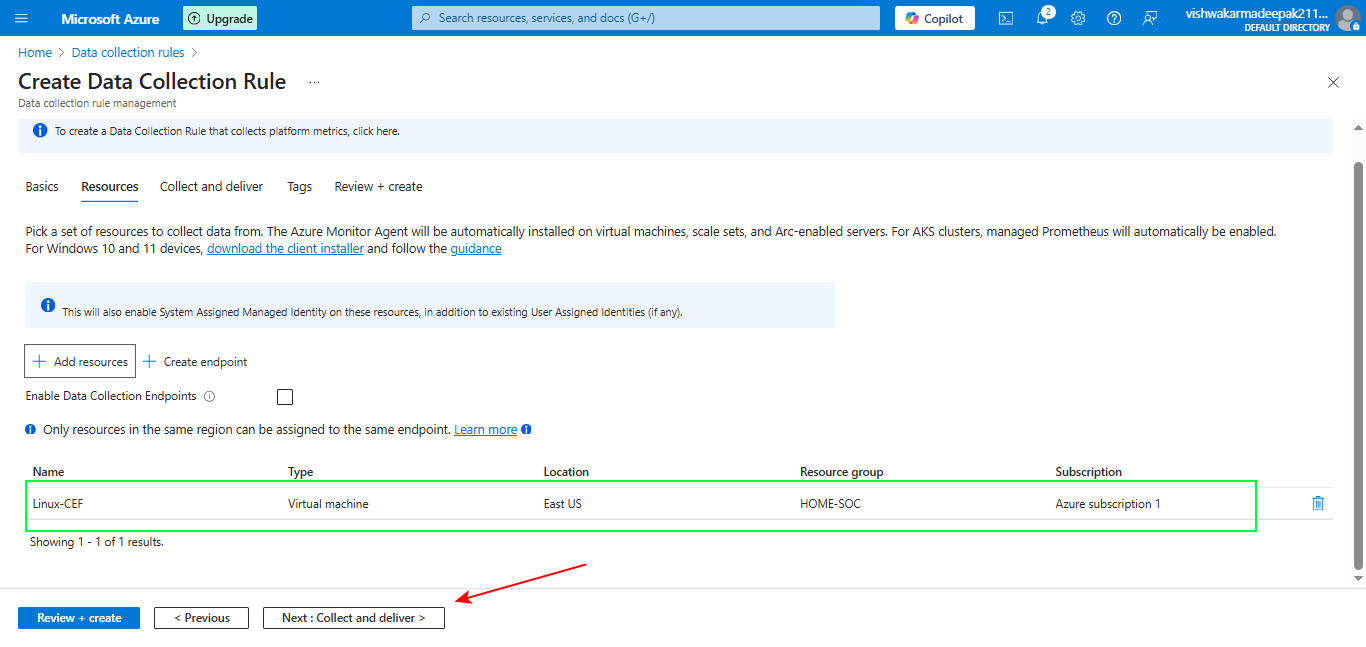 Microsoft Azure
Upgrade
Search resources, services, and docs (G+/)
Copilot
2
vishwakarmadeepak211...
DEFAULT DIRECTORY
Home > Data collection rules >
Create Data Collection Rule ...
Data collection rule management
To create a Data Collection Rule that collects platform metrics, click here.
Basics Resources Collect and deliver Tags Review + create
Pick a set of resources to collect data from. The Azure Monitor Agent will be automatically installed on virtual machines, scale sets, and Arc-enabled servers. For AKS clusters, managed Prometheus will automatically be enabled.
For Windows 10 and 11 devices, download the client installer and follow the guidance
This will also enable System Assigned Managed Identity on these resources, in addition to existing User Assigned Identities (if any).
+ Add resources + Create endpoint
Enable Data Collection Endpoints
Only resources in the same region can be assigned to the same endpoint. Learn more
Name Type Location Resource group Subscription
Linux-CEF Virtual machine East US HOME-SOC Azure subscription 1
Showing 1 - 1 of 1 results.
Review + create < Previous Next : Collect and deliver >